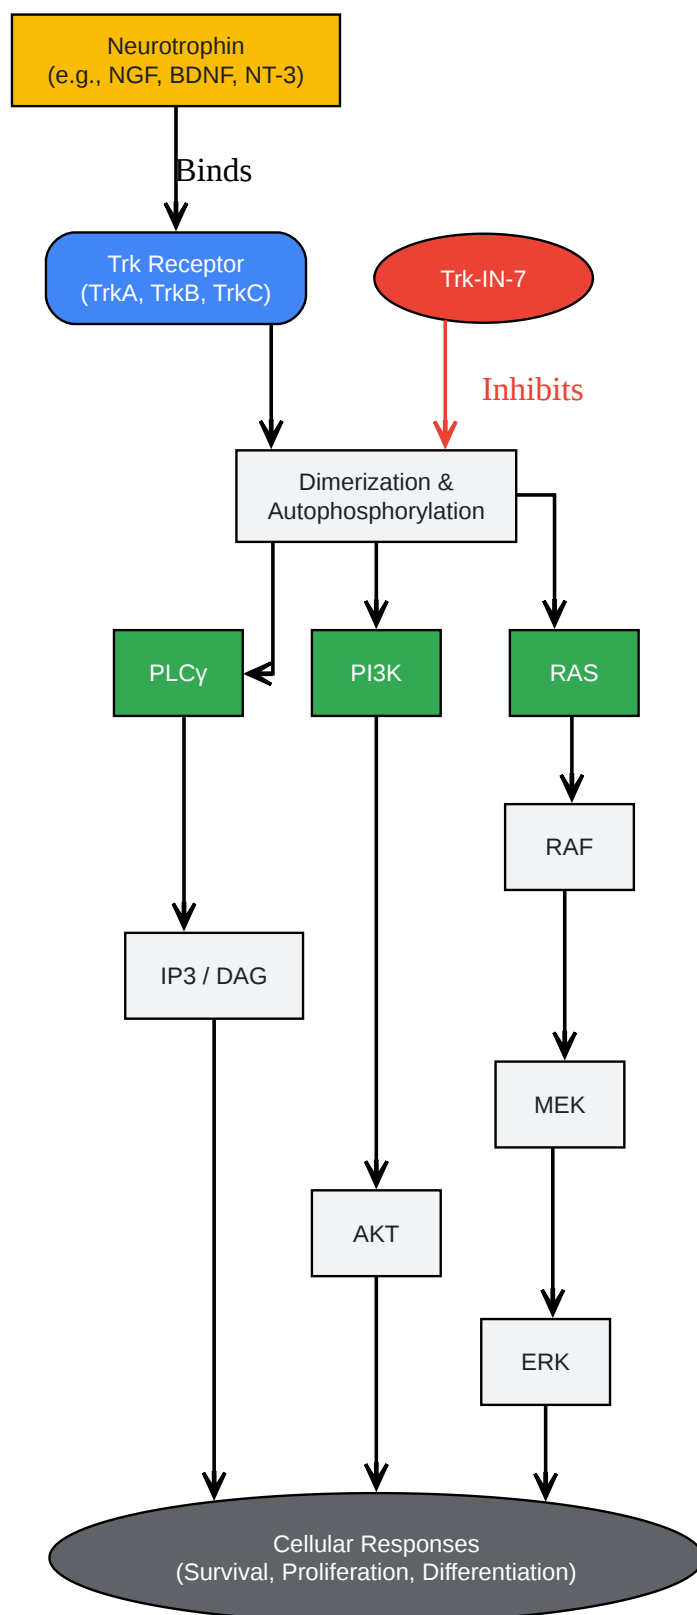 Neurotrophin
(e.g., NGF, BDNF, NT-3)
Binds
Trk Receptor
(TrkA, TrkB, TrkC)
Trk-IN-7
Inhibits
Dimerization &
Autophosphorylation
PLCγ
PI3K
RAS
RAF
IP3 / DAG
MEK
AKT
ERK
Cellular Responses
(Survival, Proliferation, Differentiation)